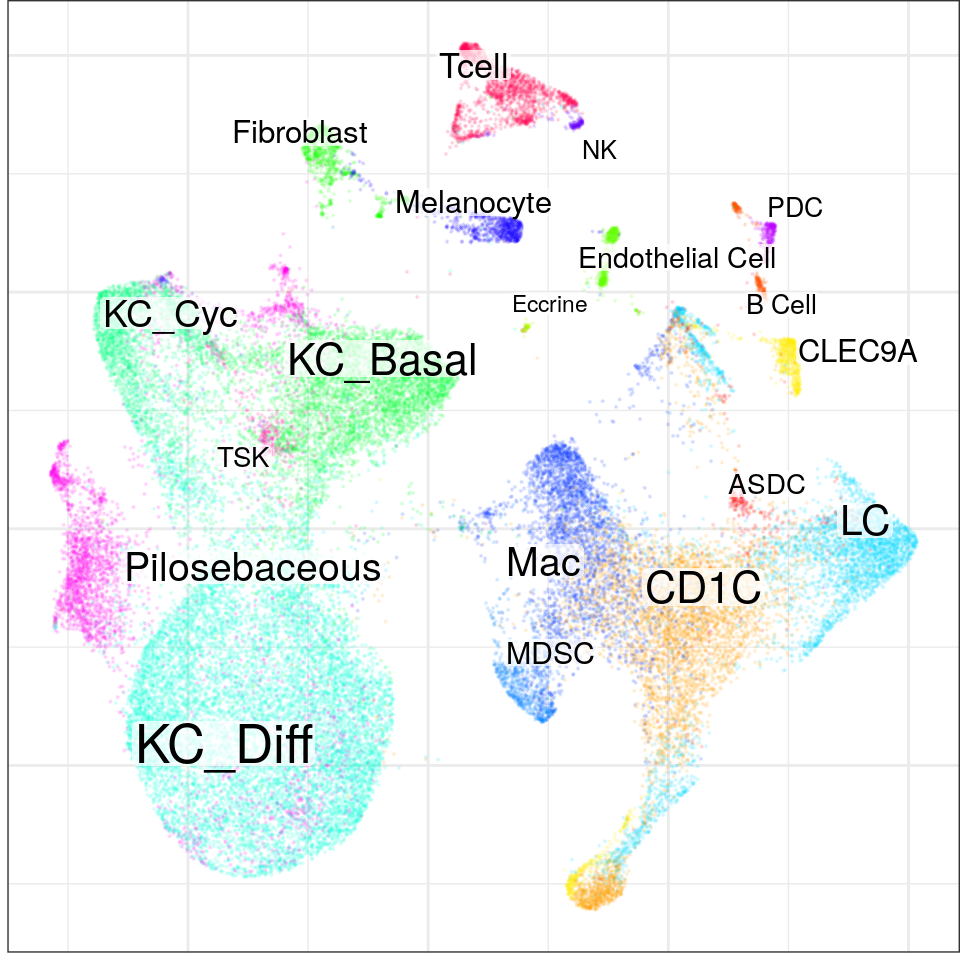 Tcell
Fibroblast
NK
Melanocyte
PDC
Endothelial Cell
Eccrine
B Cell
KC_Cyc
KC_Basal
CLEC9A
TSK
ASDC
LC
Pilosebaceous
Mac
CD1C
MDSC
KC_Diff